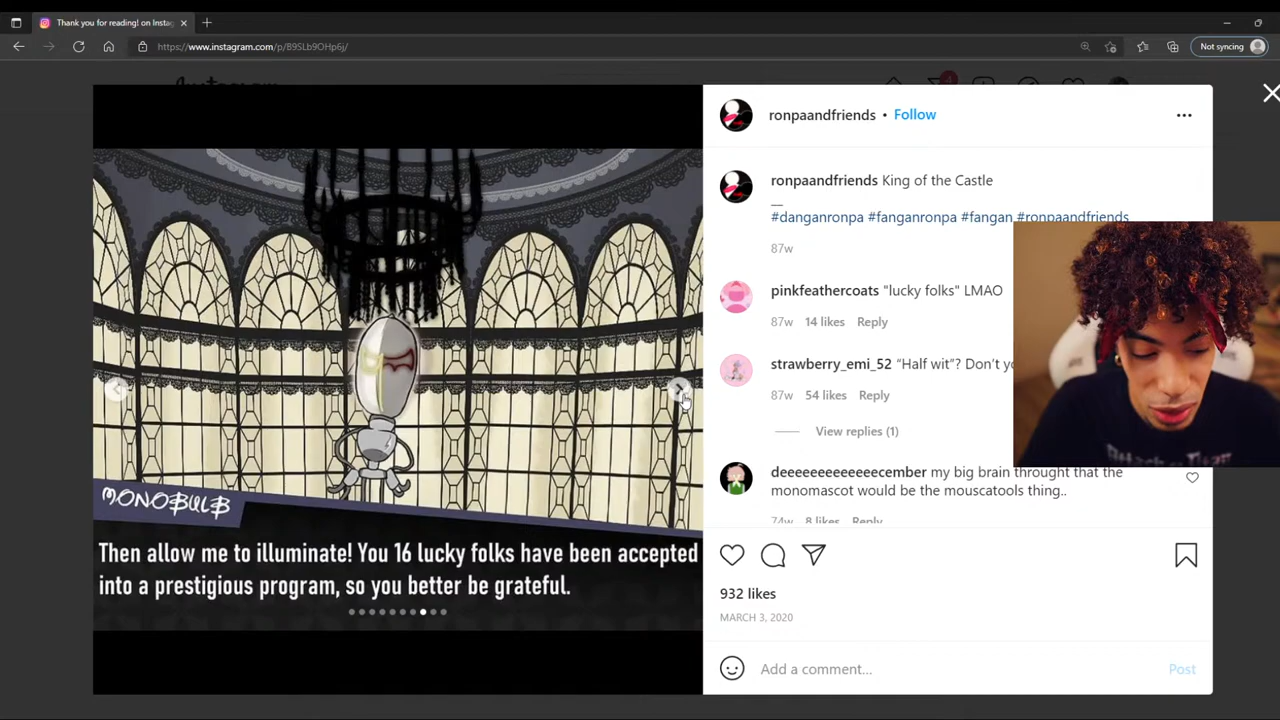 Thank you for reading! on Insta
https://www.instagram.com/p/B9SLb9OHp6j/
Not syncing
Instagram
4
ronpaandfriends • Follow
ronpaandfriends King of the Castle
__
#danganronpa #fanganronpa #fangan #ronpaandfriends
87w
pinkfeathercoats "lucky folks" LMAO
87w 14 likes Reply
strawberry_emi_52 “Half wit”? Don't yo
87w 54 likes Reply
View replies (1)
deeeeeeeeeeeeecember my big brain throught that the
monomascot would be the mouscatools thing..
74w 8 likes Reply
932 likes
MARCH 3, 2020
Add a comment...
Post
MONOBULB
Then allow me to illuminate! You 16 lucky folks have been accepted
into a prestigious program, so you better be grateful.